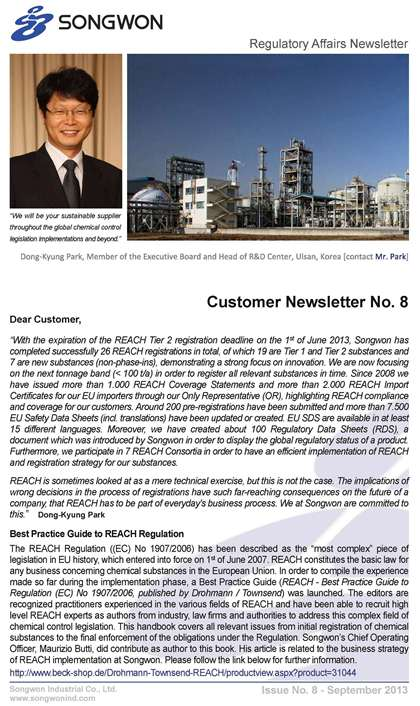 SONGWON
Regulatory Affairs Newsletter
"We will be your sustainable supplier
throughout the global chemical control
legislation implementations and beyond."
Dong-Kyung Park, Member of the Executive Board and Head of R&D Center, Ulsan, Korea [contact Mr. Park]
Customer Newsletter No. 8
Dear Customer,
"With the expiration of the REACH Tier 2 registration deadline on the 1st of June 2013, Songwon has
completed successfully 26 REACH registrations in total, of which 19 are Tier 1 and Tier 2 substances and
7 are new substances (non-phase-ins), demonstrating a strong focus on innovation. We are now focusing
on the next tonnage band (< 100 t/a) in order to register all relevant substances in time. Since 2008 we
have issued more than 1.000 REACH Coverage Statements and more than 2.000 REACH Import
Certificates for our EU importers through our Only Representative (OR), highlighting REACH compliance
and coverage for our customers. Around 200 pre-registrations have been submitted and more than 7.500
EU Safety Data Sheets (incl. translations) have been updated or created. EU SDS are available in at least
15 different languages. Moreover, we have created about 100 Regulatory Data Sheets (RDS), a
document which was introduced by Songwon in order to display the global regulatory status of a product.
Furthermore, we participate in 7 REACH Consortia in order to have an efficient implementation of REACH
and registration strategy for our substances.
REACH is sometimes looked at as a mere technical exercise, but this is not the case. The implications of
wrong decisions in the process of registrations have such far-reaching consequences on the future of a
company, that REACH has to be part of everyday's business process. We at Songwon are committed to
this." Dong-Kyung Park
Best Practice Guide to REACH Regulation
The REACH Regulation ((EC) No 1907/2006) has been described as the "most complex" piece of
legislation in EU history, which entered into force on 1st of June 2007. REACH constitutes the basic law for
any business concerning chemical substances in the European Union. In order to compile the experience
made so far during the implementation phase, a Best Practice Guide (REACH - Best Practice Guide to
Regulation (EC) No 1907/2006, published by Drohmann / Townsend) was launched. The editors are
recognized practitioners experienced in the various fields of REACH and have been able to recruit high
level REACH experts as authors from industry, law firms and authorities to address this complex field of
chemical control legislation. This handbook covers all relevant issues from initial registration of chemical
substances to the final enforcement of the obligations under the Regulation. Songwon's Chief Operating
Officer, Maurizio Butti, did contribute as author to this book. His article is related to the business strategy
of REACH implementation at Songwon. Please follow the link below for further information.
http://www.beck-shop.de/Drohmann-Townsend-REACH/productview.aspx?product=31044
Songwon Industrial Co., Ltd.
www.songwonind.com
Issue No. 8 - September 2013